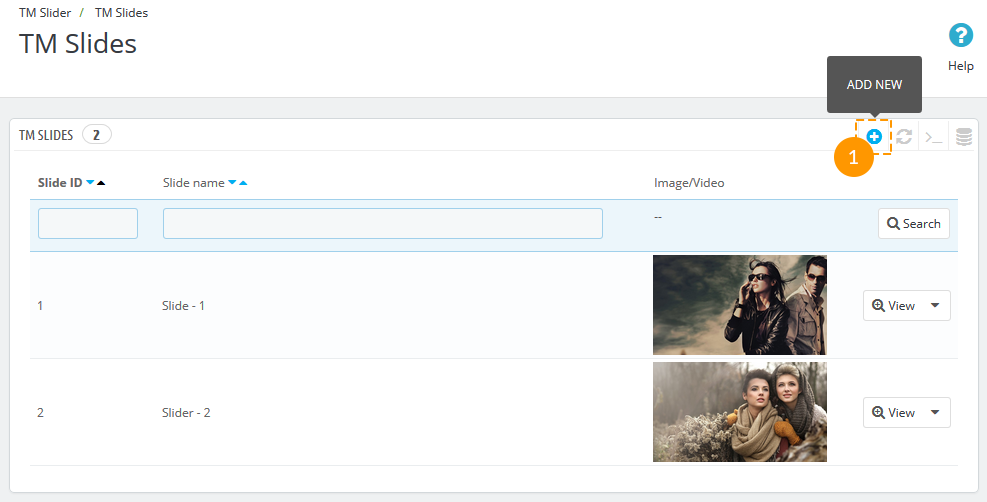 TM Slider / TM Slides
TM Slides
?
Help
ADD NEW
TM SLIDES 2
1
Slide ID Slide name Image/Video
-- Search
1 Slide - 1 View
2 Slider - 2 View